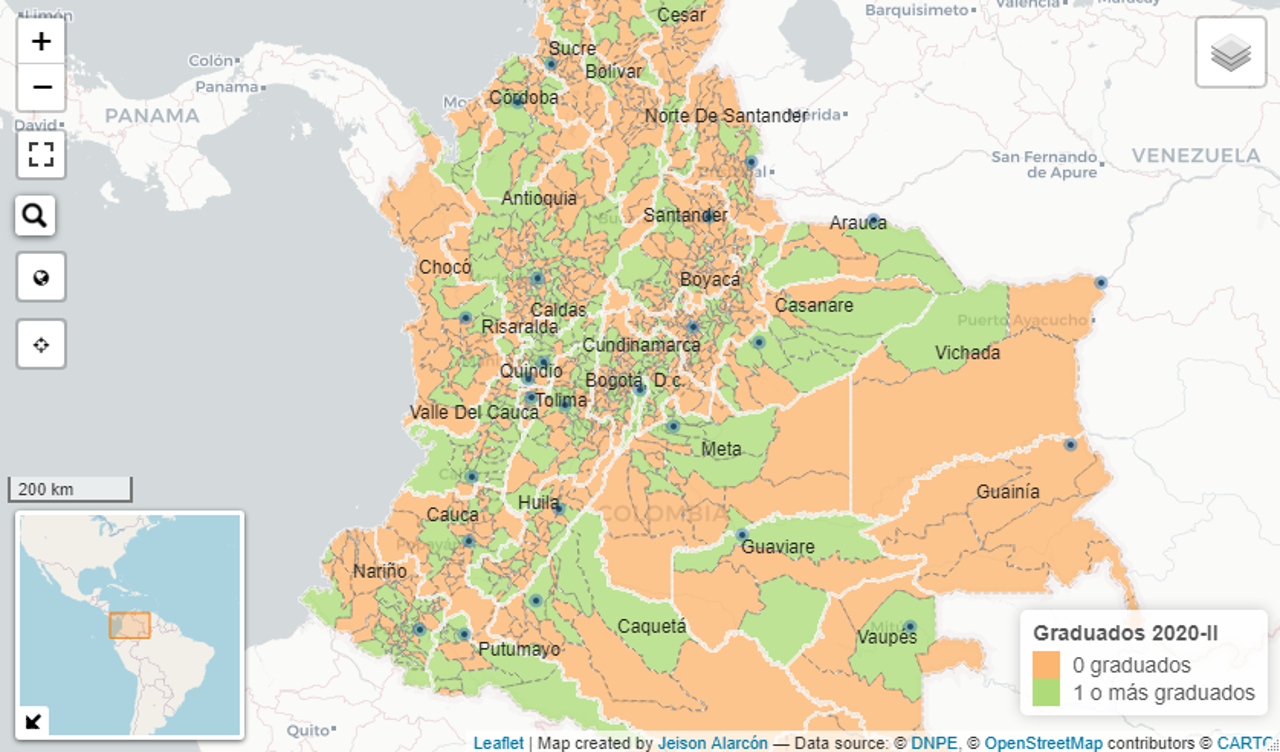 Limón
Cesar
Barquisimeto
Valencia
Maracay
+
Sucre
Colón
Bolívar
−
Panama
Córdoba
PANAMA
Norte De Santander
Mérida
David
San Fernando
de Apure
VENEZUELA
Antioquia
Santander
Arauca
Chocó
Boyacá
Caldas
Casanare
Risaralda
Puerto Ayacucho
Cundinamarca
Vichada
Quindio
Bogotá, D.c.
Tolima
Valle Del Cauca
Meta
200 km
Huila
Guainía
Cauca
COLOMBIA
Guaviare
Nariño
Caquetá
Mitú
Vaupés
Putumayo
Graduados 2020-II
0 graduados
1 o más graduados
Quito
Leaflet | Map created by Jeison Alarcón — Data source: © DNPE, © OpenStreetMap contributors © CARTO